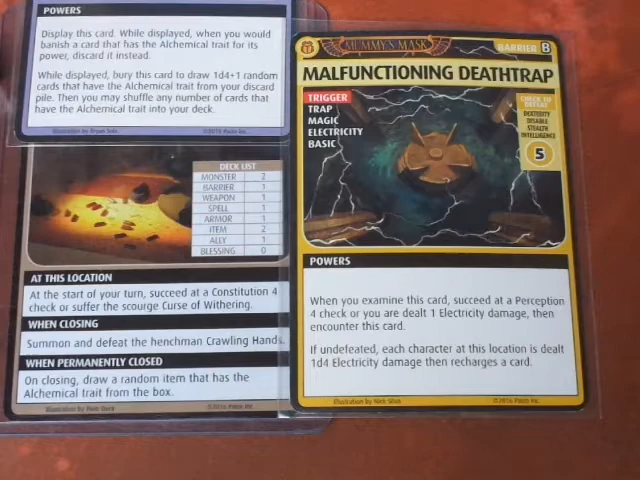 POWERS
Display this card. While displayed, when you would
banish a card that has the Alchemical trait for its
power, discard it instead.
While displayed, bury this card to draw 1d4+1 random
cards that have the Alchemical trait from your discard
pile. Then you may shuffle any number of cards that
have the Alchemical trait into your deck.
©2016 Paizo Inc.
DECK LIST
MONSTER 2
BARRIER 1
WEAPON 1
SPELL 1
ARMOR 1
ITEM 2
ALLY 1
BLESSING 0
AT THIS LOCATION
At the start of your turn, succeed at a Constitution 4
check or suffer the scourge Curse of Withering.
WHEN CLOSING
Summon and defeat the henchman Crawling Hands.
WHEN PERMANENTLY CLOSED
On closing, draw a random item that has the
Alchemical trait from the box.
©2016 Paizo Inc.
MUMMY'S MASK
BARRIER B
MALFUNCTIONING DEATHTRAP
TRIGGER
TRAP
MAGIC
ELECTRICITY
BASIC
CHECK TO
DEFEAT
DEXTERITY
DISABLE
STEALTH
INTELLIGENCE
5
POWERS
When you examine this card, succeed at a Perception
4 check or you are dealt 1 Electricity damage, then
encounter this card.
If undefeated, each character at this location is dealt
1d4 Electricity damage then recharges a card.
Illustration by Nick
©2016 Paizo Inc.